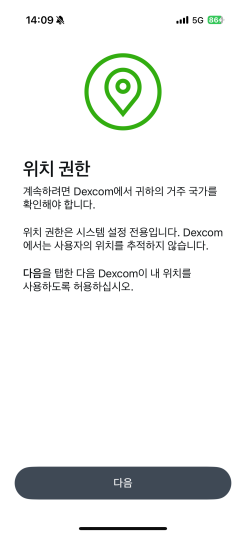 14:09
5G
86
위치 권한
계속하려면 Dexcom에서 귀하의 거주 국가를
확인해야 합니다.
위치 권한은 시스템 설정 전용입니다. Dexcom
에서는 사용자의 위치를 추적하지 않습니다.
다음을 탭한 다음 Dexcom이 내 위치를
사용하도록 허용하십시오.
다음